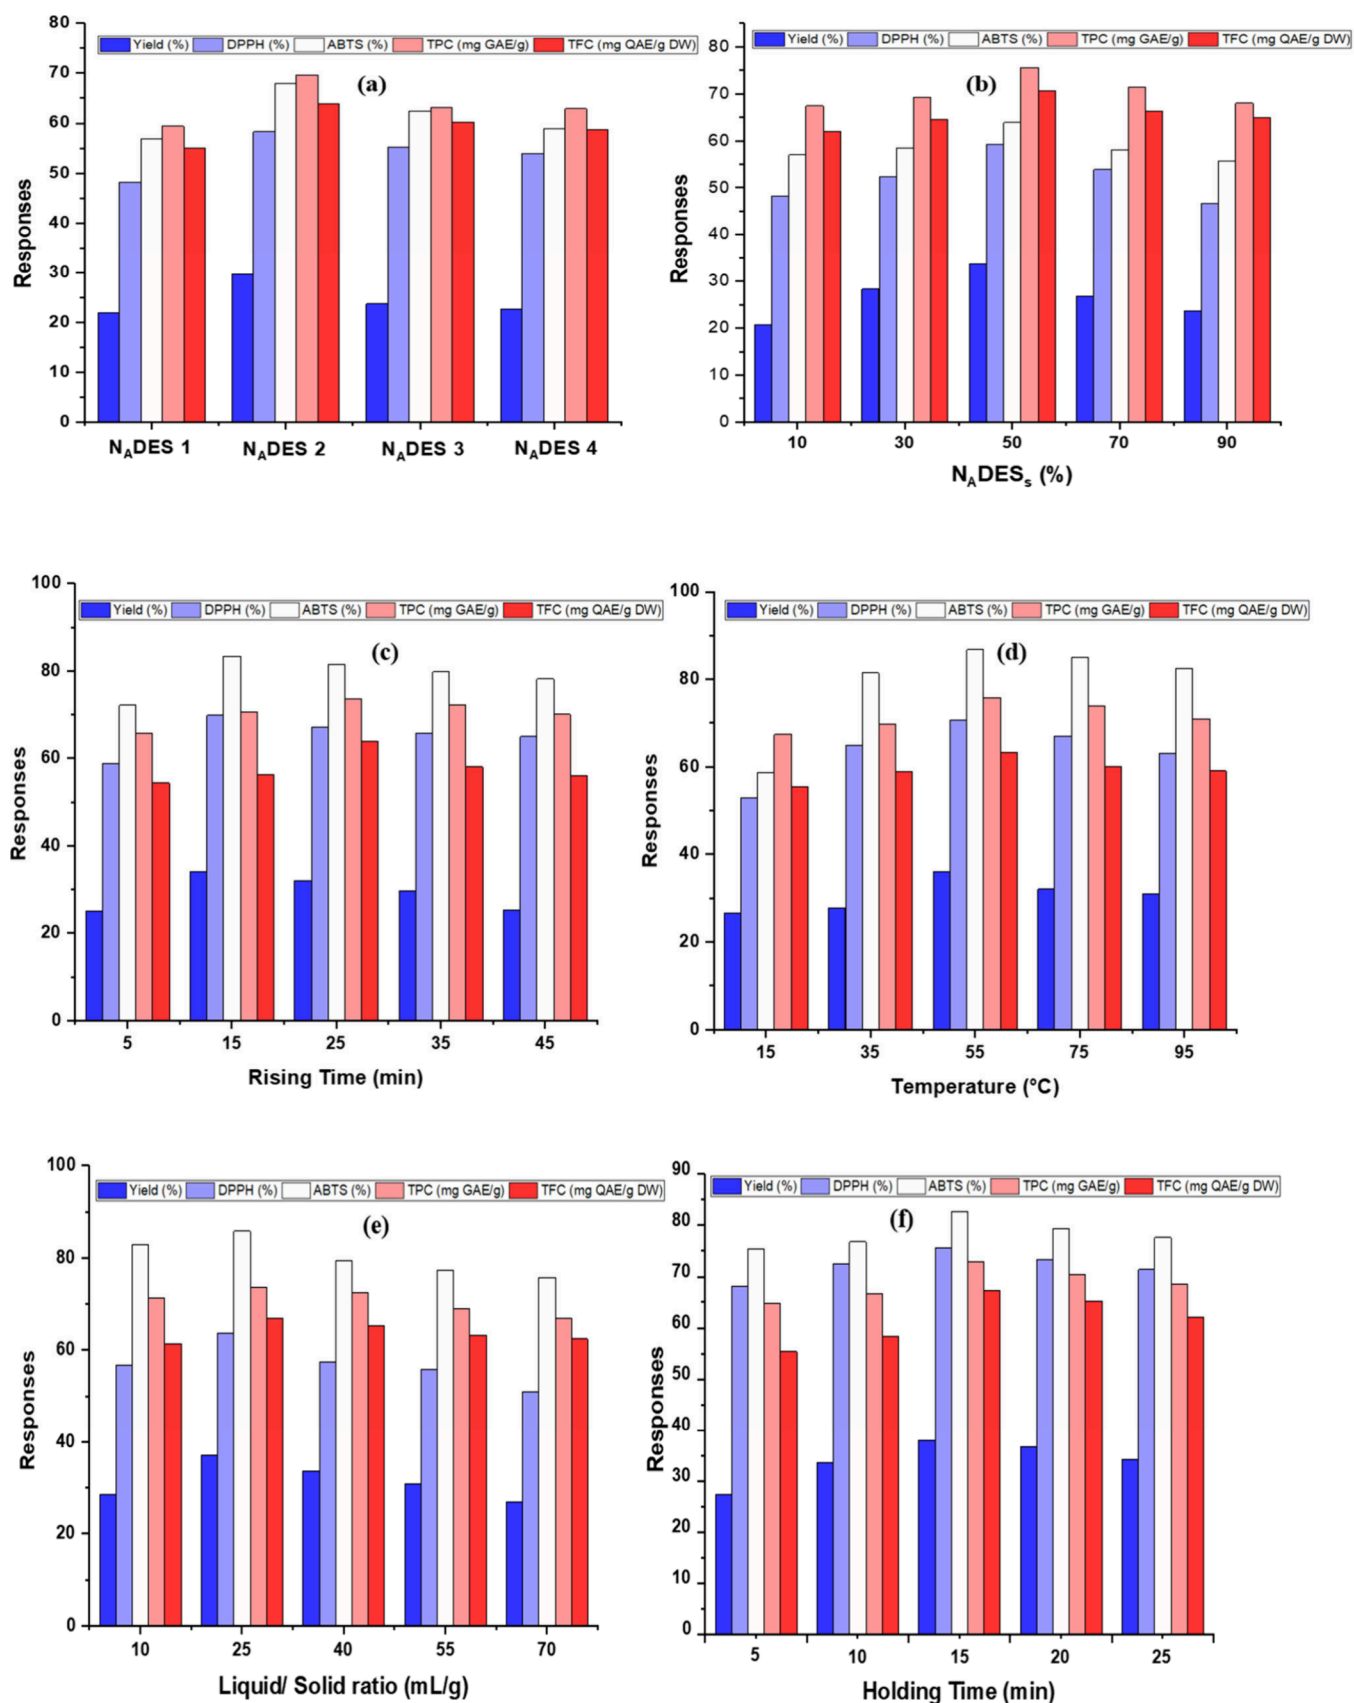 80
70
60
50
40
30
20
10
0
Responses
Yield (%) DPPH (%) ABTS (%) TPC (mg GAE/g) TFC (mg QAE/g DW)
(a)
NADES 1 NADES 2 NADES 3 NADES 4
80
70
60
50
40
30
20
10
0
Responses
Yield (%) DPPH (%) ABTS (%) TPC (mg GAE/g) TFC (mg QAE/g DW)
(b)
10 30 50 70 90
NADESs (%)
100
80
60
40
20
0
Responses
Yield (%) DPPH (%) ABTS (%) TPC (mg GAE/g) TFC (mg QAE/g DW)
(c)
5 15 25 35 45
Rising Time (min)
100
80
60
40
20
0
Responses
Yield (%) DPPH (%) ABTS (%) TPC (mg GAE/g) TFC (mg QAE/g DW)
(d)
15 35 55 75 95
Temperature (°C)
100
80
60
40
20
0
Responses
Yield (%) DPPH (%) ABTS (%) TPC (mg GAE/g) TFC (mg QAE/g DW)
(e)
10 25 40 55 70
Liquid/ Solid ratio (mL/g)
90
80
70
60
50
40
30
20
10
0
Responses
Yield (%) DPPH (%) ABTS (%) TPC (mg GAE/g) TFC (mg QAE/g DW)
(f)
5 10 15 20 25
Holding Time (min)